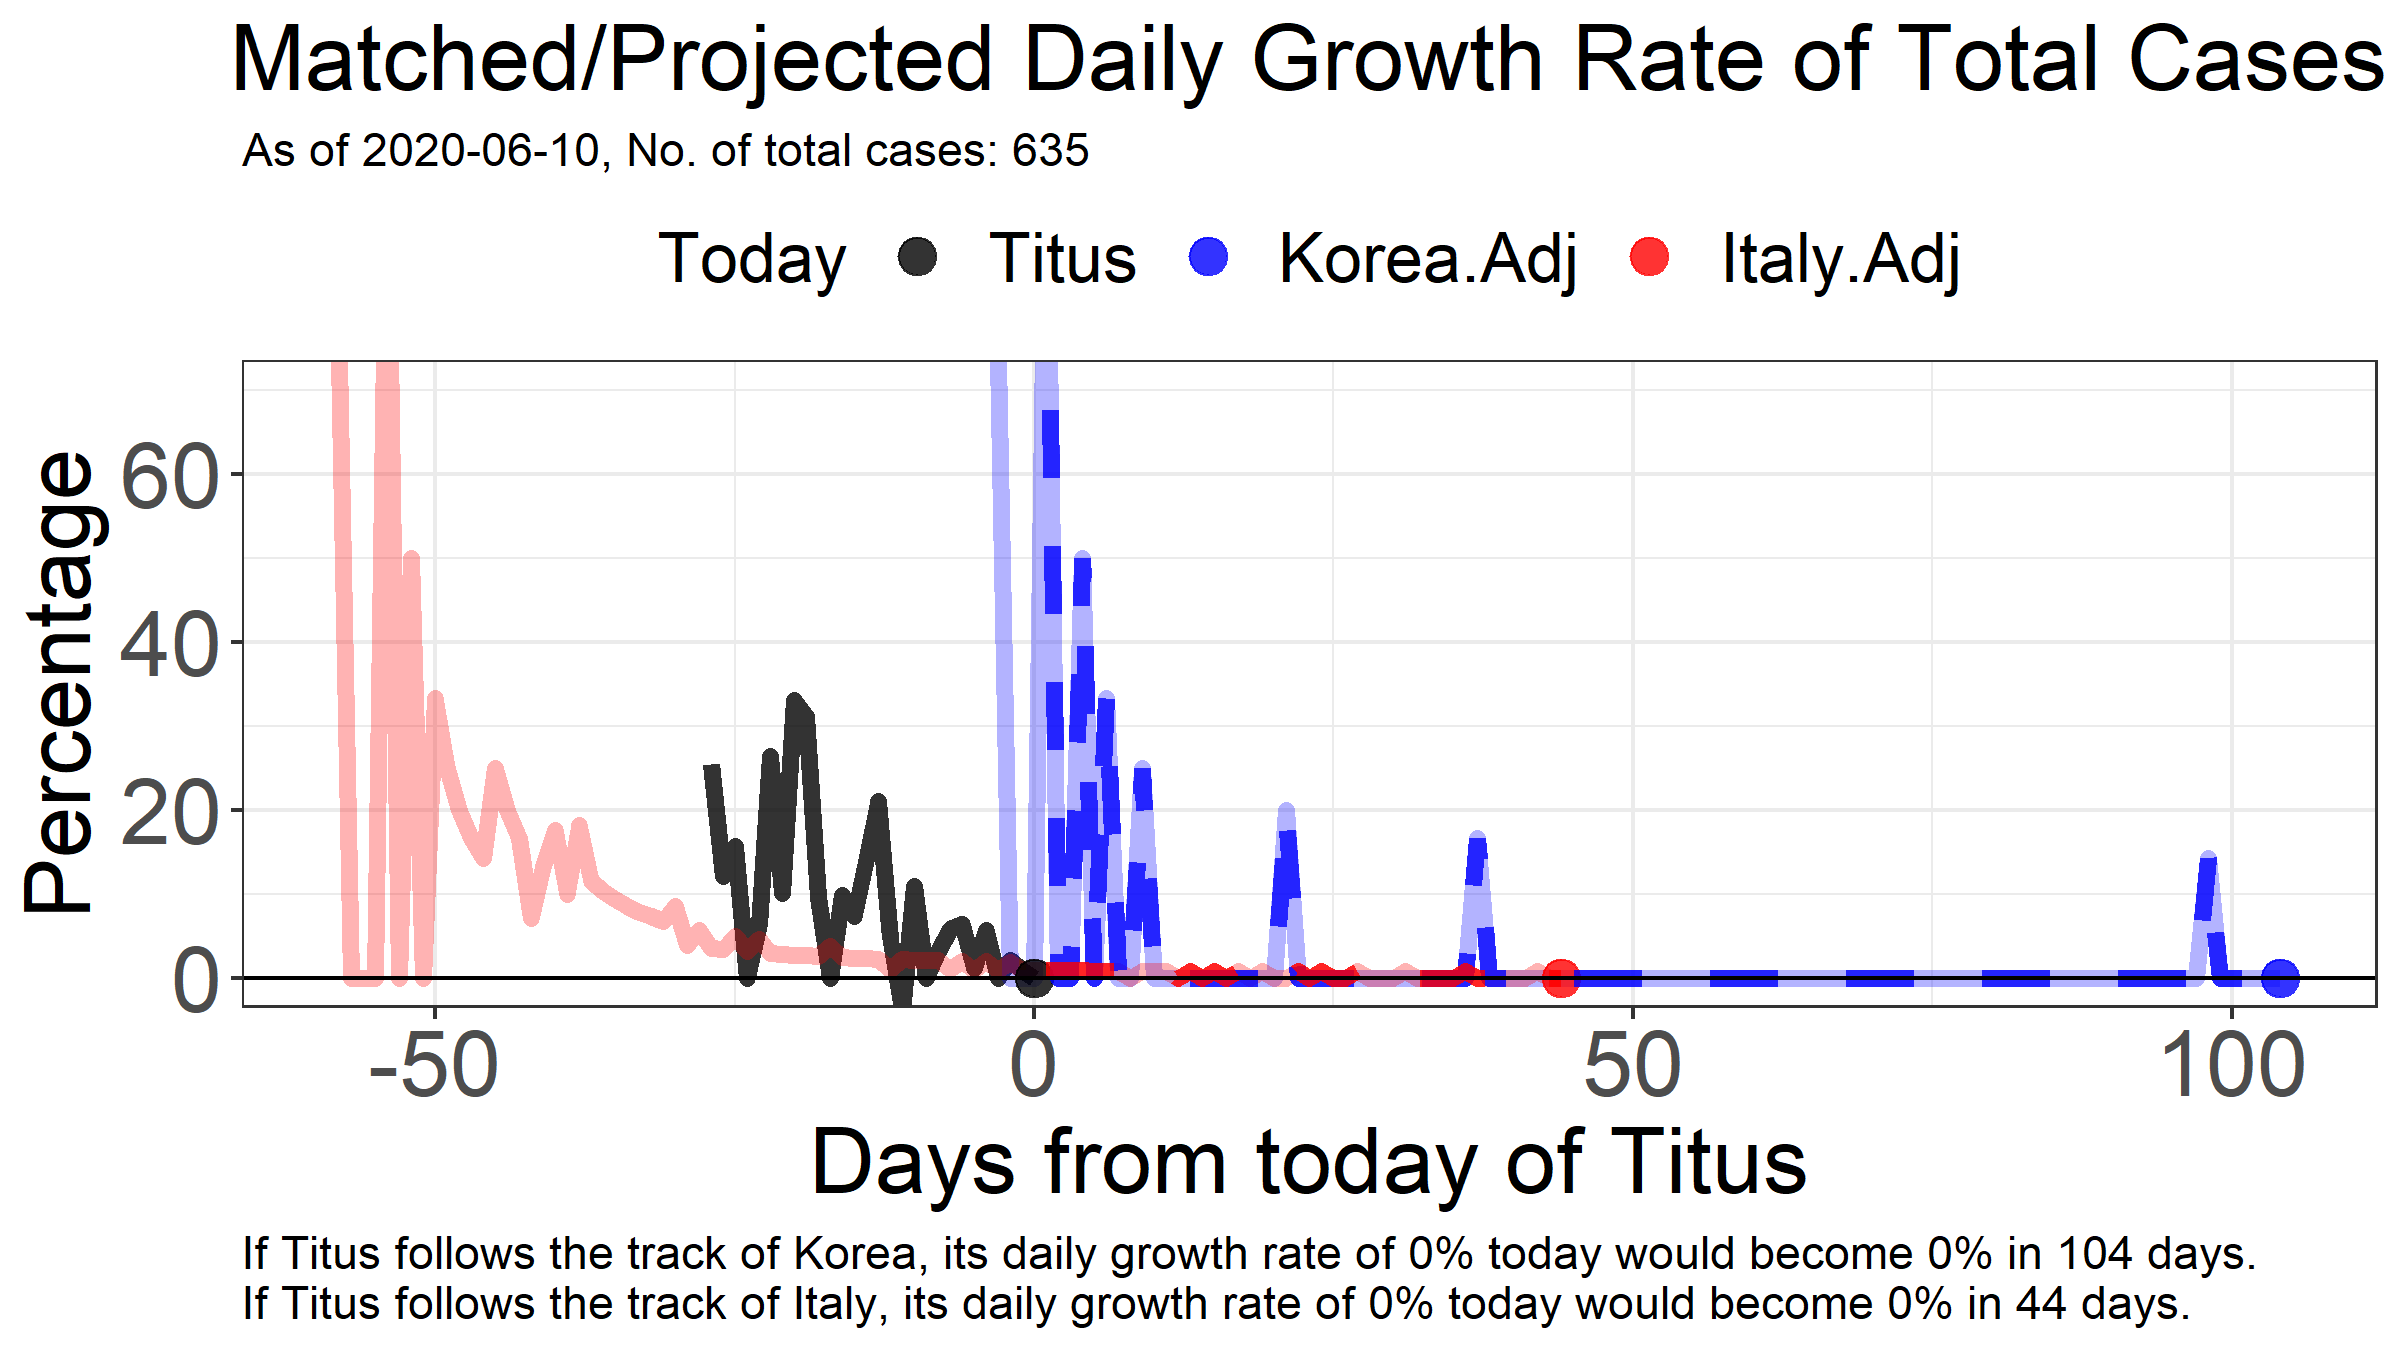 Matched/Projected Daily Growth Rate of Total Cases
As of 2020-06-10, No. of total cases: 635
Today Titus Korea.Adj Italy.Adj
Percentage
60
40
20
0
-50 0 50 100
Days from today of Titus
If Titus follows the track of Korea, its daily growth rate of 0% today would become 0% in 104 days.
If Titus follows the track of Italy, its daily growth rate of 0% today would become 0% in 44 days.